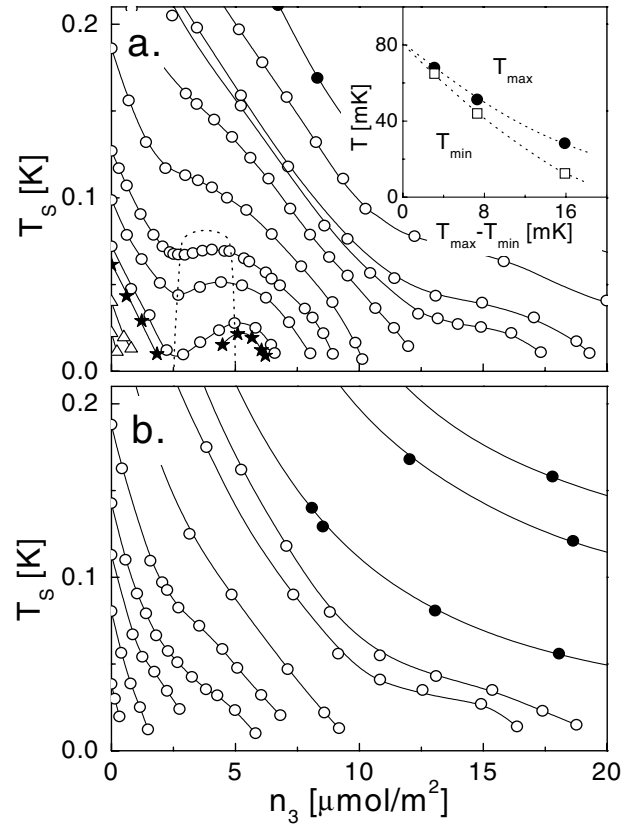 a.
0.2
0.1
0.0
T_S [K]
80
40
0
T [mK]
T_max
T_min
0 8 16
T_max-T_min [mK]
b.
0.2
0.1
0.0
T_S [K]
0 5 10 15 20
n_3 [μmol/m^2]